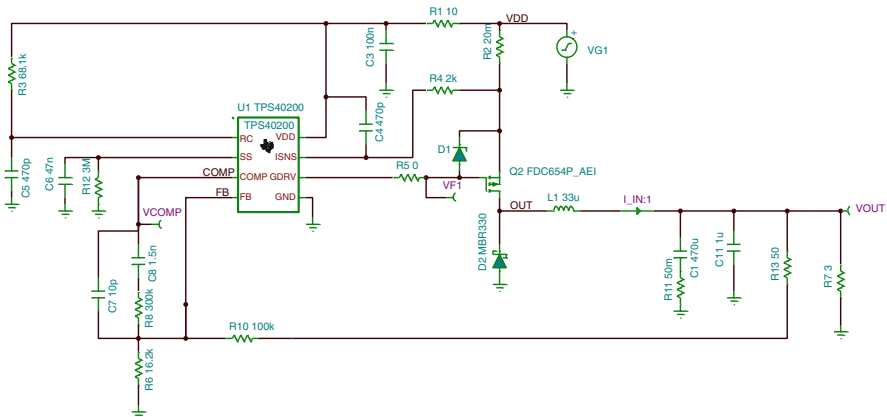 R1 10
VDD
C3 100n
R2 20m
+
VG1
R3 68.1k
R4 2k
U1 TPS40200
TPS40200
RC
VDD
SS
ISNS
COMP
GDRV
FB
GND
C4 470p
D1
R5 0
Q2 FDC654P_AEI
VF1
C5 470p
C6 47n
R12 3M
COMP
FB
VCOMP
OUT
L1 33u
I_IN:1
VOUT
C7 10p
C8 1.5n
R8 300k
D2 MBR330
R11 50m
C1 470u
C11 1u
R13 50
R7 3
R10 100k
R6 16.2k